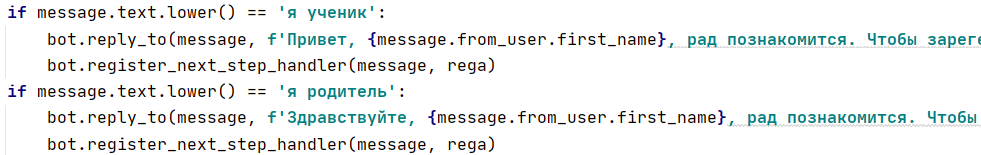 if message.text.lower() == 'я ученик':
bot.reply_to(message, f'Привет, {message.from_user.first_name}, рад познакомится. Чтобы
bot.register_next_step_handler(message, rega)
if message.text.lower() == 'я родитель':
bot.reply_to(message, f'Здравствуйте, {message.from_user.first_name}, рад познакомится. Чтобы
bot.register_next_step_handler(message, rega)